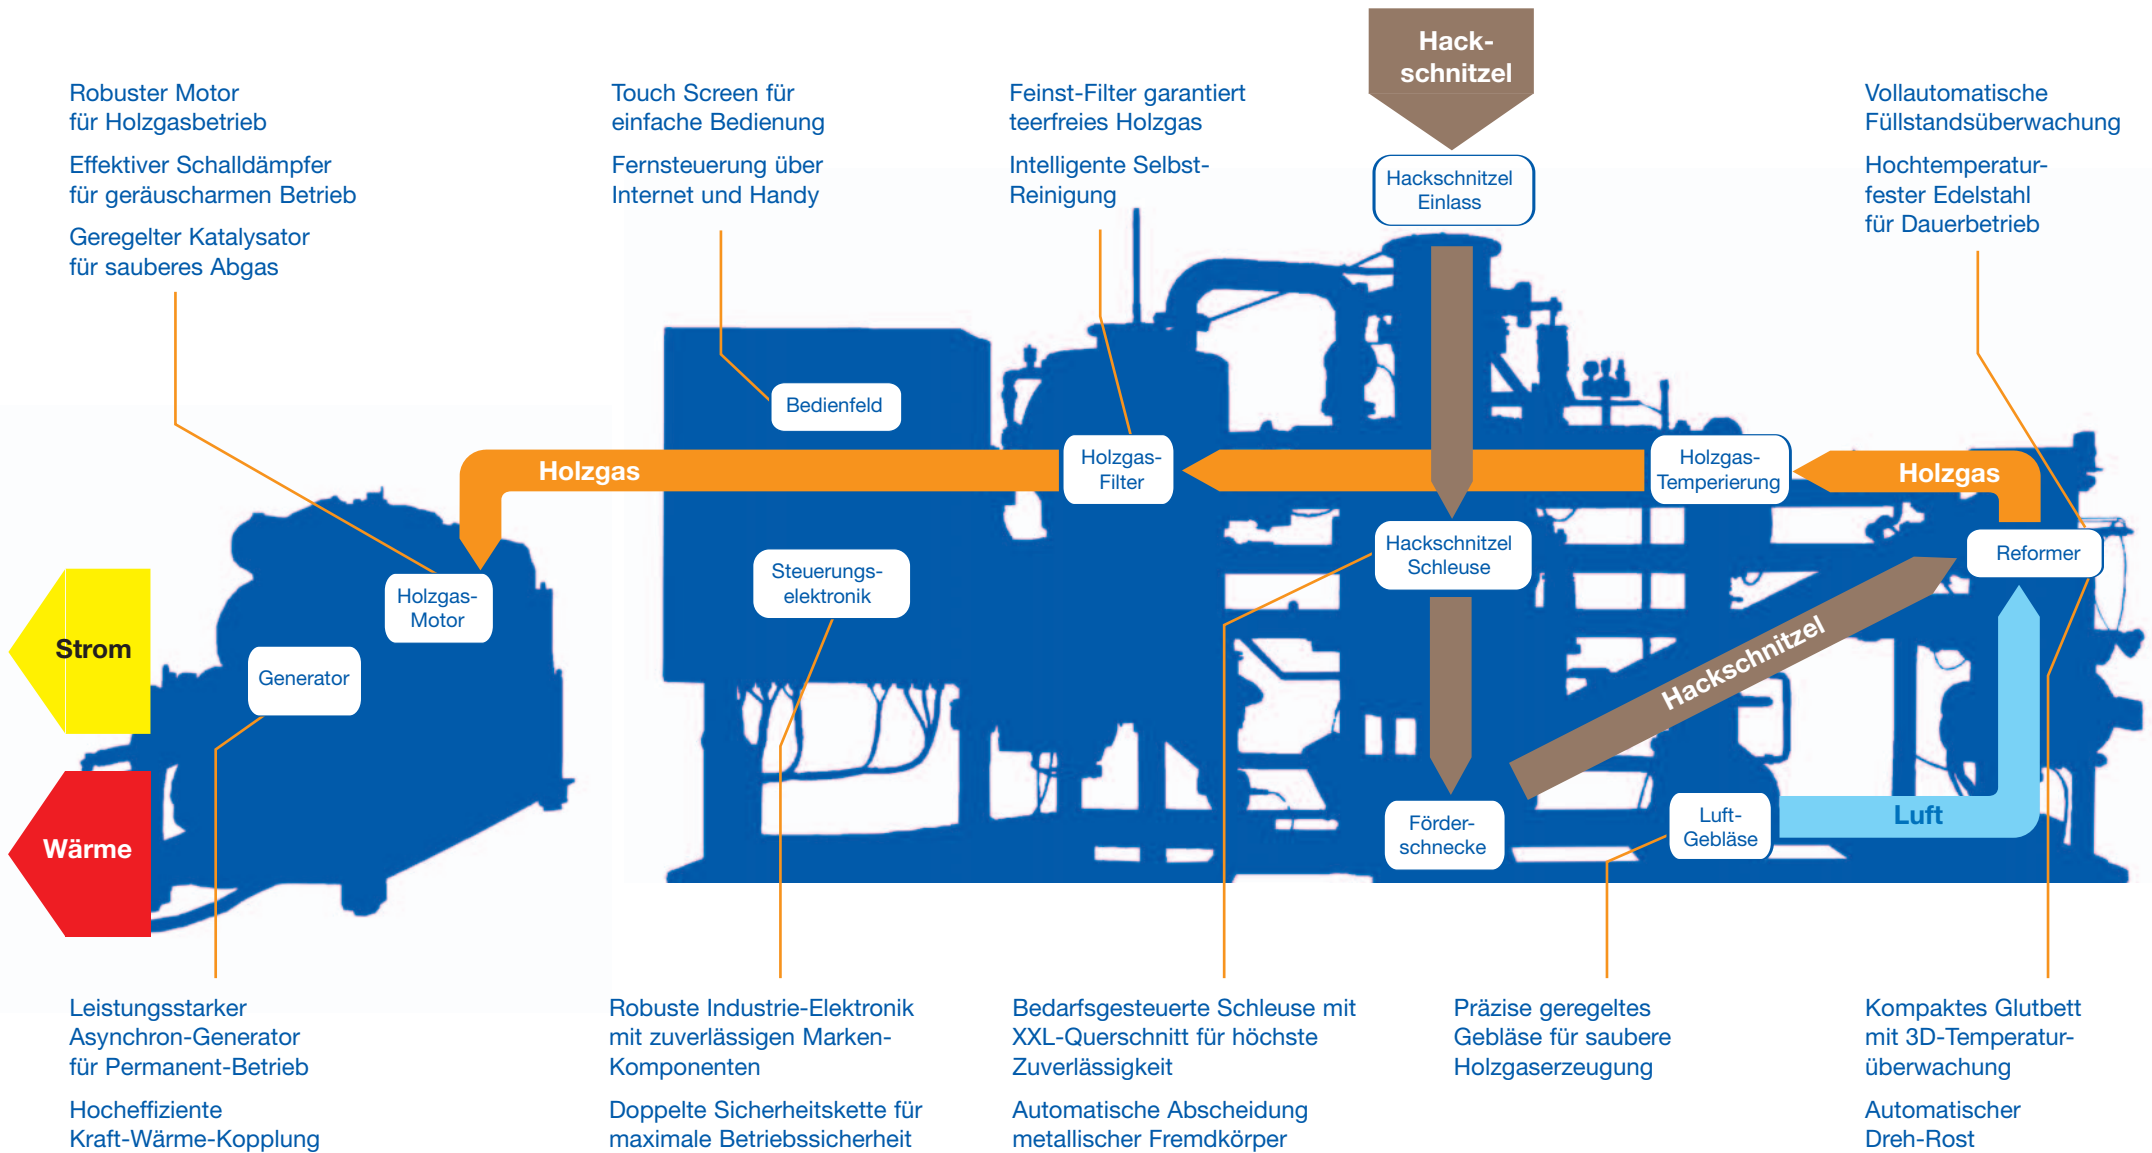 Hack-
schnitzel
Robuster Motor
für Holzgasbetrieb
Effektiver Schalldämpfer
für geräuscharmen Betrieb
Geregelter Katalysator
für sauberes Abgas
Touch Screen für
einfache Bedienung
Fernsteuerung über
Internet und Handy
Feinst-Filter garantiert
teerfreies Holzgas
Intelligente Selbst-
Reinigung
Vollautomatische
Füllstandsüberwachung
Hochtemperatur-
fester Edelstahl
für Dauerbetrieb
Hackschnitzel
Einlass
Bedienfeld
Holzgas
Holzgas-
Filter
Holzgas-
Temperierung
Holzgas
Hackschnitzel
Schleuse
Reformer
Steuerungs-
elektronik
Holzgas-
Motor
Strom
Generator
Hackschnitzel
Wärme
Förder-
schnecke
Luft-
Gebläse
Luft
Leistungsstarker
Asynchron-Generator
für Permanent-Betrieb
Hocheffiziente
Kraft-Wärme-Kopplung
Robuste Industrie-Elektronik
mit zuverlässigen Marken-
Komponenten
Doppelte Sicherheitskette für
maximale Betriebssicherheit
Bedarfsgesteuerte Schleuse mit
XXL-Querschnitt für höchste
Zuverlässigkeit
Automatische Abscheidung
metallischer Fremdkörper
Präzise geregeltes
Gebläse für saubere
Holzgaserzeugung
Kompaktes Glutbett
mit 3D-Temperatur-
überwachung
Automatischer
Dreh-Rost